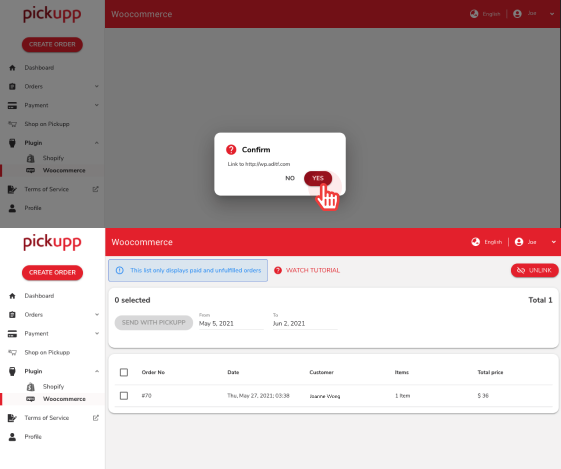 pickupp
Woocommerce
English
Joe
CREATE ORDER
Dashboard
Orders
Payment
Shop on Pickupp
Plugin
Shopify
Woocommerce
Terms of Service
Profile
Confirm
Link to http://wp.uditf.com
NO
YES
pickupp
Woocommerce
English
Joe
CREATE ORDER
Dashboard
Orders
Payment
Shop on Pickupp
Plugin
Shopify
Woocommerce
Terms of Service
Profile
This list only displays paid and unfulfilled orders
WATCH TUTORIAL
UNLINK
0 selected
Total 1
SEND WITH PICKUPP
From
May 5, 2021
To
Jun 2, 2021
Order No Date Customer Items Total price
#70 Thu, May 27, 2021, 03:38 Joanne Wong 1 Item $ 36